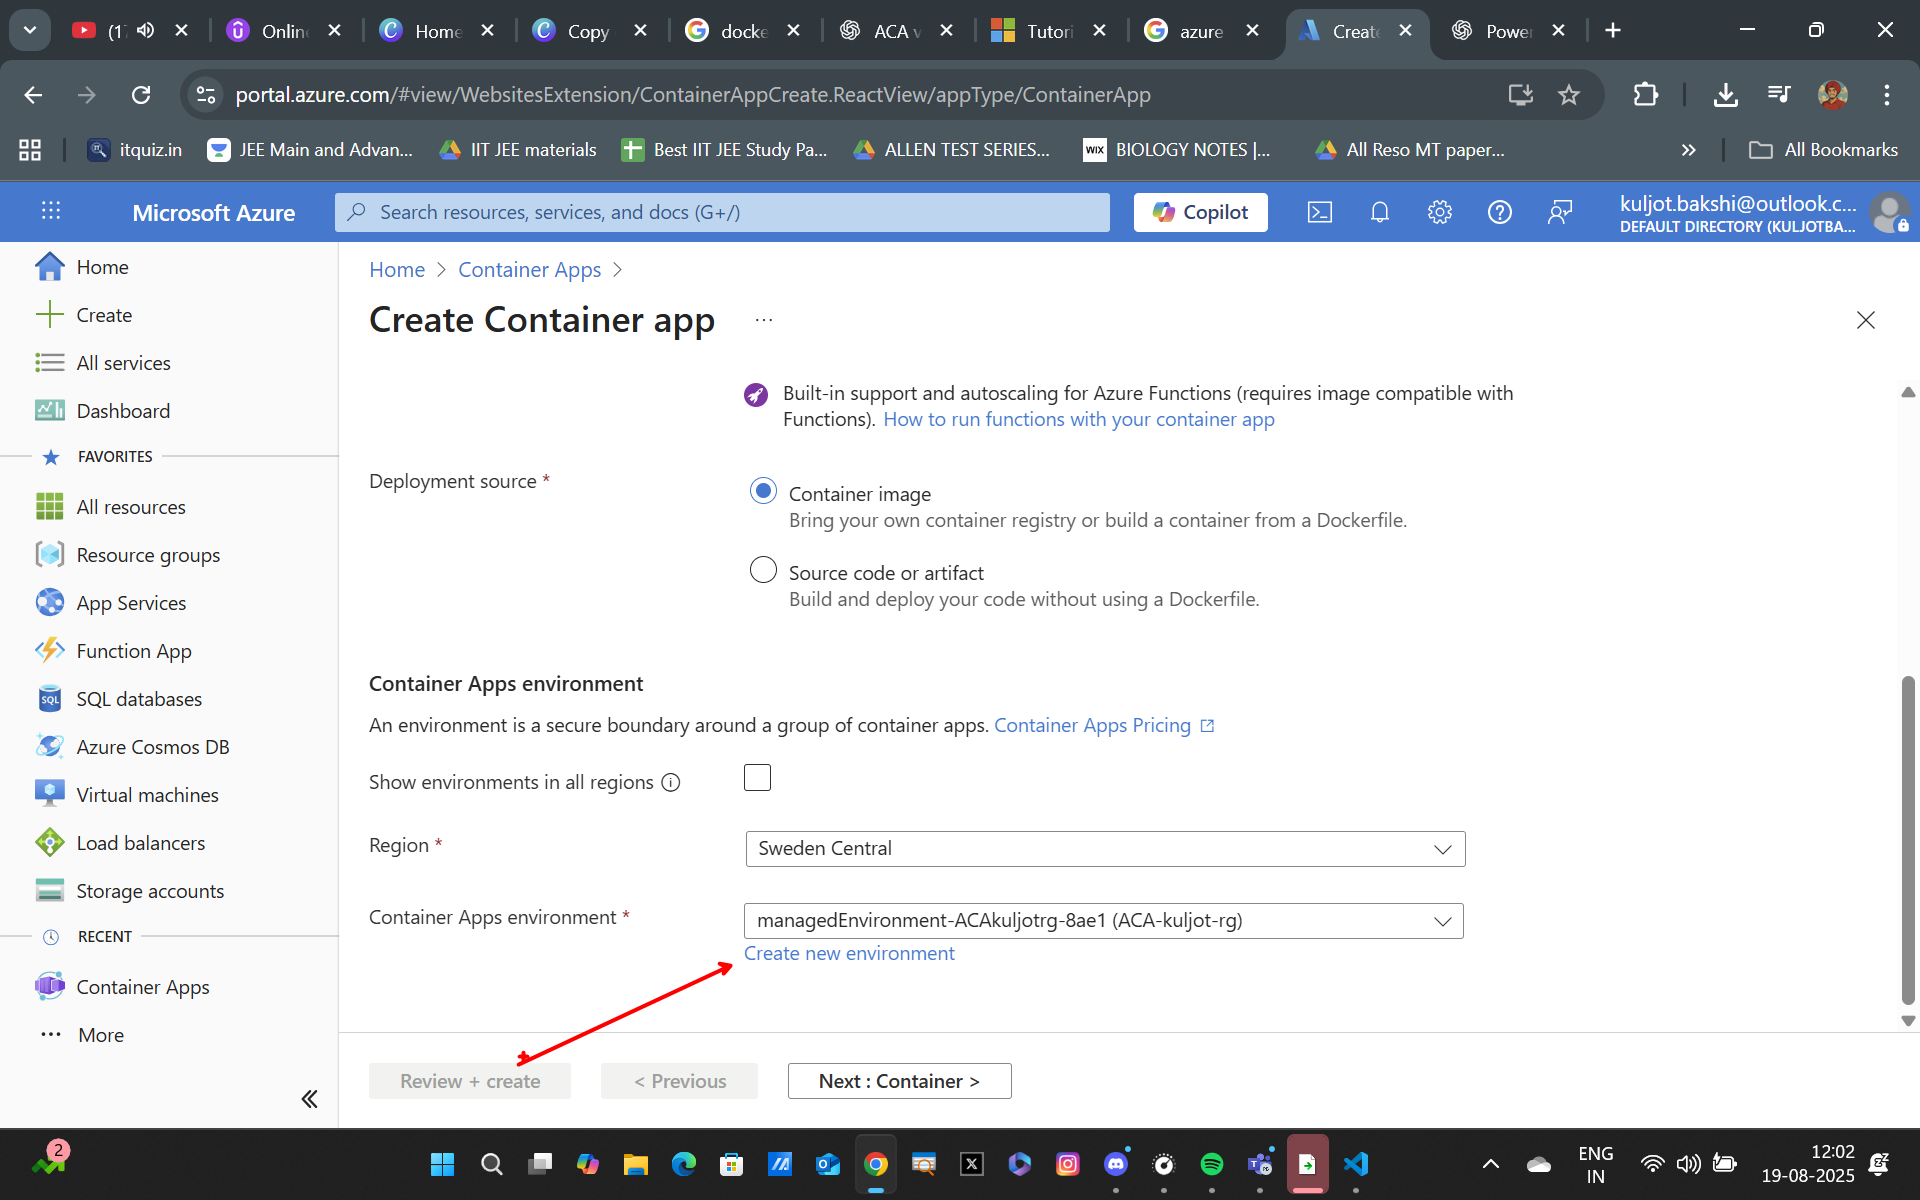 (1
Online
Home
Copy
docke
ACA v
Tutori
azure
Create
Power
portal.azure.com/#view/WebsitesExtension/ContainerAppCreate.ReactView/appType/ContainerApp
itquiz.in
JEE Main and Advan...
IIT JEE materials
Best IIT JEE Study Pa...
ALLEN TEST SERIES...
WIX
BIOLOGY NOTES |...
All Reso MT paper...
All Bookmarks
Microsoft Azure
Search resources, services, and docs (G+/)
Copilot
kuljot.bakshi@outlook.c...
DEFAULT DIRECTORY (KULJOTBA...
Home
Create
All services
Dashboard
FAVORITES
All resources
Resource groups
App Services
Function App
SQL
SQL databases
Azure Cosmos DB
Virtual machines
Load balancers
Storage accounts
RECENT
Container Apps
More
Home > Container Apps >
Create Container app ...
Built-in support and autoscaling for Azure Functions (requires image compatible with
Functions). How to run functions with your container app
Deployment source *
Container image
Bring your own container registry or build a container from a Dockerfile.
Source code or artifact
Build and deploy your code without using a Dockerfile.
Container Apps environment
An environment is a secure boundary around a group of container apps. Container Apps Pricing
Show environments in all regions
Region *
Sweden Central
Container Apps environment *
managedEnvironment-ACAkuljotrg-8ae1 (ACA-kuljot-rg)
Create new environment
Review + create
< Previous
Next : Container >
2
ENG
IN
12:02
19-08-2025